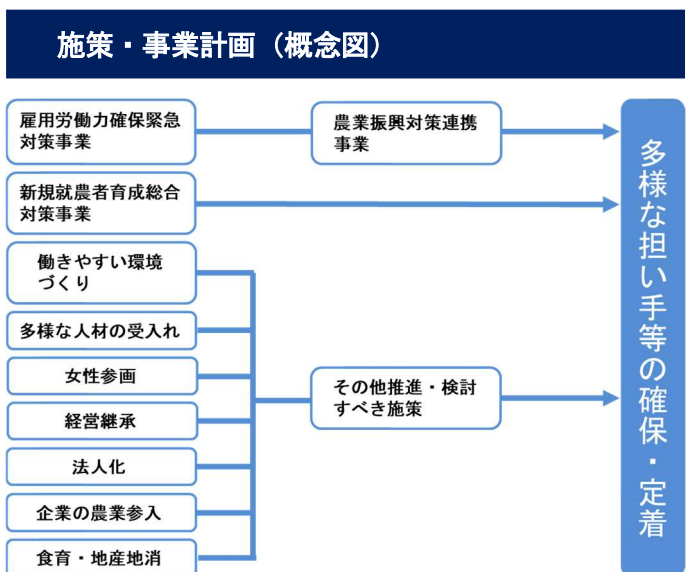 施策・事業計画（概念図）
雇用労働力確保緊急
対策事業
農業振興対策連携
事業
新規就農者育成総合
対策事業
働きやすい環境
づくり
多様な人材の受入れ
女性参画
経営継承
法人化
企業の農業参入
食育・地産地消
その他推進・検討
すべき施策
多様な担い手等の確保・定着